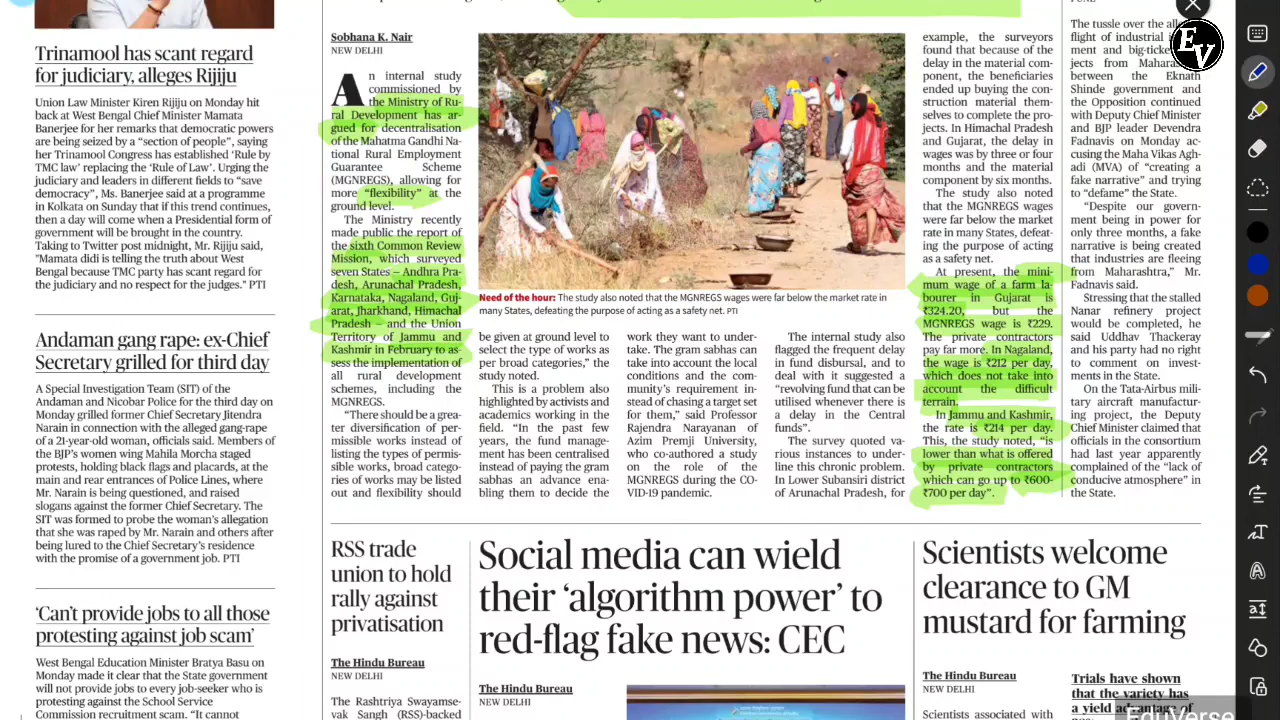 Trinamool has scant regard
for judiciary, alleges Rijiju
Union Law Minister Kiren Rijiju on Monday hit
back at West Bengal Chief Minister Mamata
Banerjee for her remarks that democratic powers
are being seized by a “section of people”, saying
her Trinamool Congress has established ‘Rule by
TMC law’ replacing the ‘Rule of Law’. Urging the
judiciary and leaders in different fields to “save
democracy”, Ms. Banerjee said at a programme
in Kolkata on Sunday that if this trend continues,
then a day will come when a Presidential form of
government will be brought in the country.
Taking to Twitter post midnight, Mr. Rijiju said,
"Mamata didi is telling the truth about West
Bengal because TMC party has scant regard for
the judiciary and no respect for the judges." PTI
Andaman gang rape: ex-Chief
Secretary grilled for third day
A Special Investigation Team (SIT) of the
Andaman and Nicobar Police for the third day on
Monday grilled former Chief Secretary Jitendra
Narain in connection with the alleged gang-rape
of a 21-year-old woman, officials said. Members of
the BJP’s women wing Mahila Morcha staged
protests, holding black flags and placards, at the
main and rear entrances of Police Lines, where
Mr. Narain is being questioned, and raised
slogans against the former Chief Secretary. The
SIT was formed to probe the woman’s allegation
that she was raped by Mr. Narain and others after
being lured to the Chief Secretary’s residence
with the promise of a government job. PTI
‘Can’t provide jobs to all those
protesting against job scam’
West Bengal Education Minister Bratya Basu on
Monday made it clear that the State government
will not provide jobs to every job-seeker who is
protesting against the School Service
Commission recruitment scam. “It cannot
Sobhana K. Nair
NEW DELHI
An internal study
commissioned by
the Ministry of Ru-
ral Development has ar-
gued for decentralisation
of the Mahatma Gandhi Na-
tional Rural Employment
Guarantee Scheme
(MGNREGS), allowing for
more “flexibility” at the
ground level.
The Ministry recently
made public the report of
the sixth Common Review
Mission, which surveyed
seven States – Andhra Pra-
desh, Arunachal Pradesh,
Karnataka, Nagaland, Guj-
arat, Jharkhand, Himachal
Pradesh – and the Union
Territory of Jammu and
Kashmir in February to as-
sess the implementation of
all rural development
schemes, including the
MGNREGS.
“There should be a grea-
ter diversification of per-
missible works instead of
listing the types of permis-
sible works, broad catego-
ries of works may be listed
out and flexibility should
Need of the hour: The study also noted that the MGNREGS wages were far below the market rate in
many States, defeating the purpose of acting as a safety net. PTI
be given at ground level to
select the type of works as
per broad categories,” the
study noted.
This is a problem also
highlighted by activists and
academics working in the
field. “In the past few
years, the fund manage-
ment has been centralised
instead of paying the gram
sabhas an advance ena-
bling them to decide the
work they want to under-
take. The gram sabhas can
take into account the local
conditions and the com-
munity’s requirement in-
stead of chasing a target set
for them,” said Professor
Rajendra Narayanan of
Azim Premji University,
who co-authored a study
on the role of the
MGNREGS during the CO-
VID-19 pandemic.
The internal study also
flagged the frequent delay
in fund disbursal, and to
deal with it suggested a
“revolving fund that can be
utilised whenever there is
a delay in the Central
funds”.
The survey quoted va-
rious instances to under-
line this chronic problem.
In Lower Subansiri district
of Arunachal Pradesh, for
example, the surveyors
found that because of the
delay in the material com-
ponent, the beneficiaries
ended up buying the con-
struction material them-
selves to complete the pro-
jects. In Himachal Pradesh
and Gujarat, the delay in
wages was by three or four
months and the material
component by six months.
The study also noted
that the MGNREGS wages
were far below the market
rate in many States, defeat-
ing the purpose of acting
as a safety net.
At present, the mini-
mum wage of a farm la-
bourer in Gujarat is
₹324.20, but the
MGNREGS wage is ₹229.
The private contractors
pay far more. In Nagaland,
the wage is ₹212 per day,
which does not take into
account the difficult
terrain.
In Jammu and Kashmir,
the rate is ₹214 per day.
This, the study noted, “is
lower than what is offered
by private contractors
which can go up to ₹600-
₹700 per day”.
The tussle over the
flight of industrial
ment and
jects from
between the Eknath
Shinde government and
the Opposition continued
with Deputy Chief Minister
and BJP leader Devendra
Fadnavis on Monday ac-
cusing the Maha Vikas Agh-
adi (MVA) of “creating a
fake narrative” and trying
to “defame” the State.
“Despite our govern-
ment being in power for
only three months, a fake
narrative is being created
that industries are fleeing
from Maharashtra,” Mr.
Fadnavis said.
Stressing that the stalled
Nanar refinery project
would be completed, he
said Uddhav Thackeray
and his party had no right
to comment on invest-
ments in the State.
On the Tata-Airbus mili-
tary aircraft manufactur-
ing project, the Deputy
Chief Minister claimed that
officials in the consortium
had last year apparently
complained of the “lack of
conducive atmosphere” in
the State.
EV
RSS trade
union to hold
rally against
privatisation
The Hindu Bureau
NEW DELHI
The Rashtriya Swayamse-
vak Sangh (RSS)-backed
Social media can wield
their ‘algorithm power’ to
red-flag fake news: CEC
The Hindu Bureau
NEW DELHI
Scientists welcome
clearance to GM
mustard for farming
The Hindu Bureau
NEW DELHI
Scientists associated with
Trials have shown
that the variety has
a yield advantage of
EduVerse